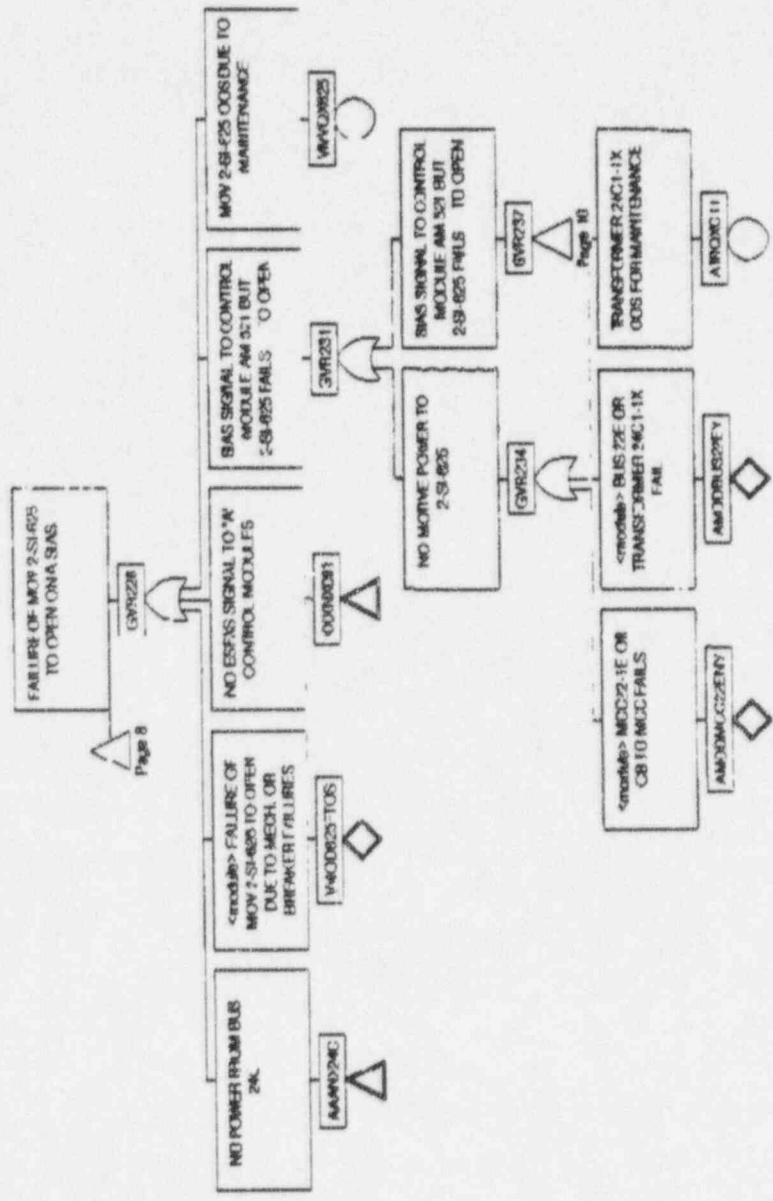 FAILURE OF MOV 2-SI-625
TO OPEN ON A SIAS
GVR228
Page 8
NO POWER FROM BUS
24C
AAAND24C
<module> FAILURE OF
MOV 2-SI-625 TO OPEN
DUE TO MECH. OR
BREAKER FAILURES
NO ESFAS SIGNAL TO "A"
CONTROL MODULES
SIAS SIGNAL TO CONTROL
MODULE AM 521 BUT
2-SI-625 FAILS TO OPEN
GVR231
MOV 2-SI-625 OOS DUE TO
MAINTENANCE
NO MOTIVE POWER TO
2-SI-625
GVR234
SIAS SIGNAL TO CONTROL
MODULE AM 521 BUT
2-SI-625 FAILS TO OPEN
GVR237
Page 10
<module> MCC22-1E OR
CB TO MCC FAILS
AMODMCC22ENY
<module> BUS 22E OR
TRANSFORMER 24C1-1X
FAIL
AMODBUS22EY
TRANSFORMER 24C1-1X
OOS FOR MAINTENANCE